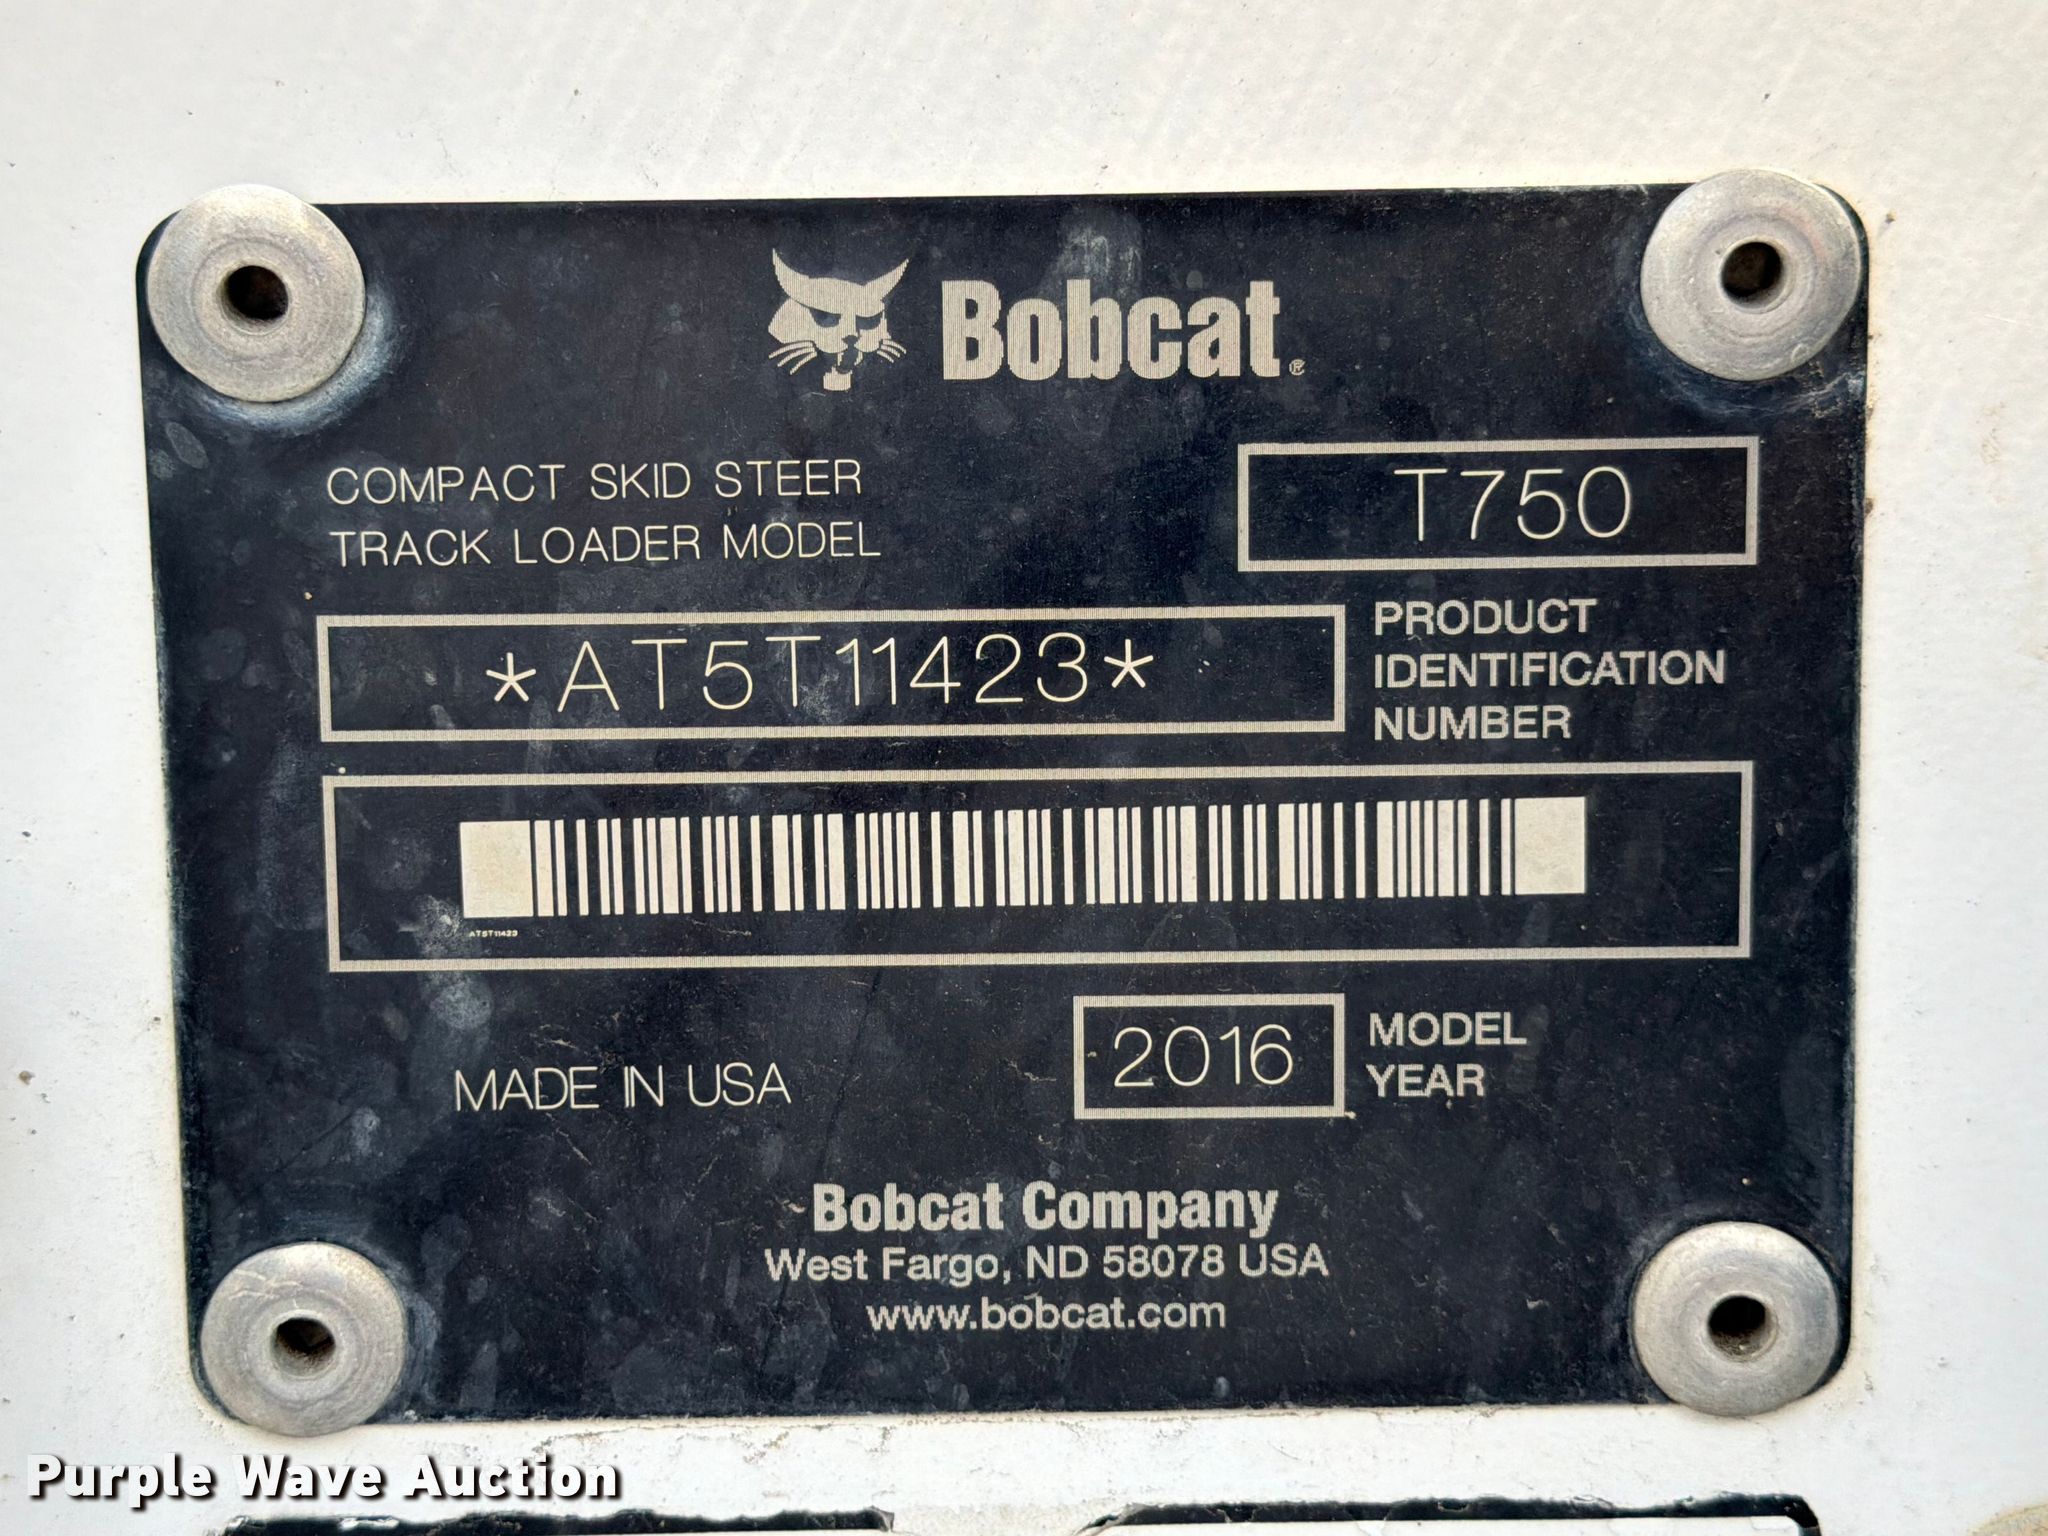 Bobcat®
COMPACT SKID STEER
TRACK LOADER MODEL
T750
*AT5T11423*
PRODUCT
IDENTIFICATION
NUMBER
AT5T11423
MADE IN USA
2016
MODEL
YEAR
Bobcat Company
West Fargo, ND 58078 USA
www.bobcat.com
Purple Wave Auction